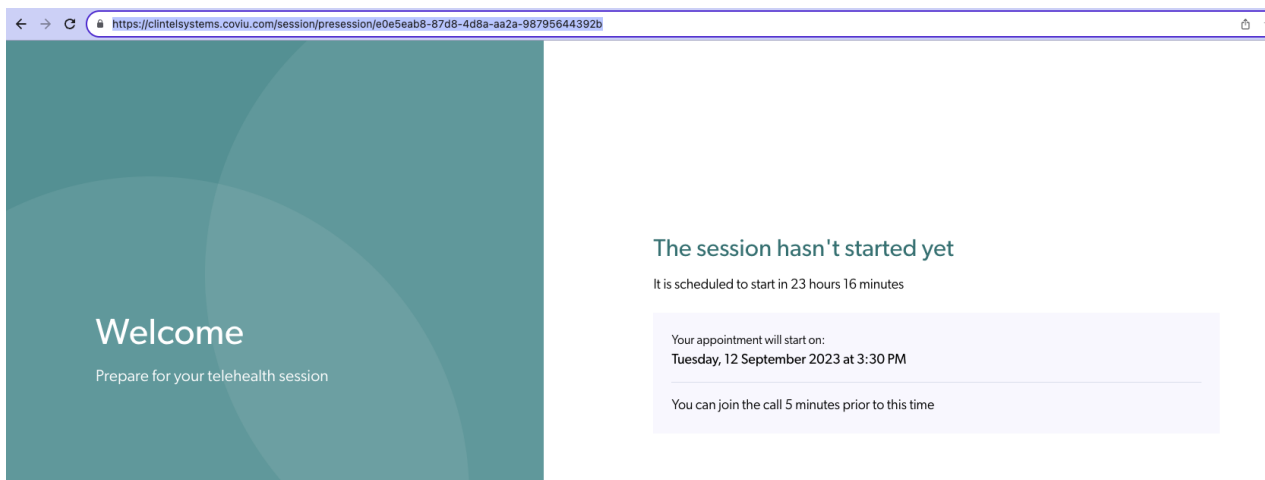 https://clintelsystems.coviu.com/session/presession/e0e5eab8-87d8-4d8a-aa2a-98795644392b
Welcome
Prepare for your telehealth session
The session hasn't started yet
It is scheduled to start in 23 hours 16 minutes
Your appointment will start on:
Tuesday, 12 September 2023 at 3:30 PM
You can join the call 5 minutes prior to this time